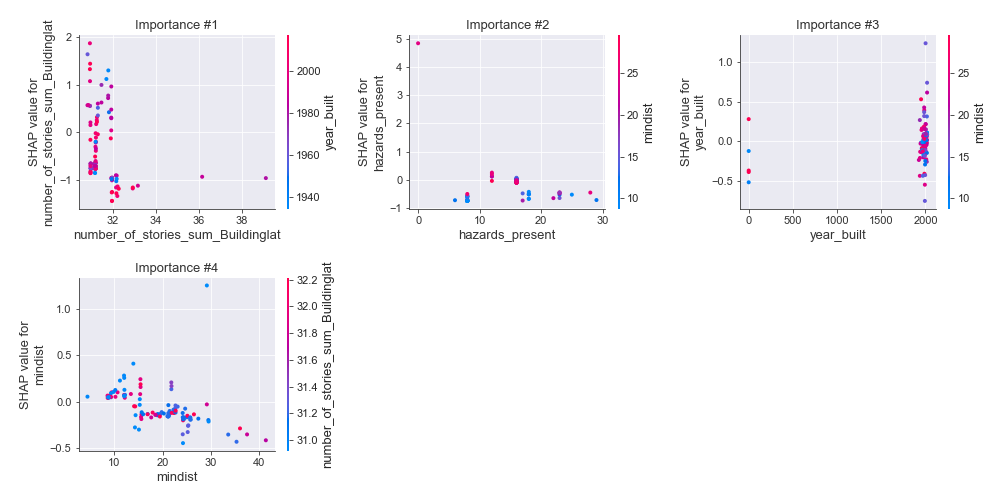 Importance #1
2
1
0
−1
32
34
36
38
SHAP value for
number_of_stories_sum_Buildinglat
number_of_stories_sum_Buildinglat
2000
1980
1960
1940
year_built
Importance #2
5
4
3
2
1
0
−1
0
10
20
30
SHAP value for
hazards_present
hazards_present
25
20
15
10
mindist
Importance #3
1.0
0.5
0.0
−0.5
0
500
1000
1500
2000
SHAP value for
year_built
year_built
25
20
15
10
mindist
Importance #4
1.0
0.5
0.0
−0.5
10
20
30
40
SHAP value for
mindist
mindist
32.2
32.0
31.8
31.6
31.4
31.2
31.0
number_of_stories_sum_Buildinglat